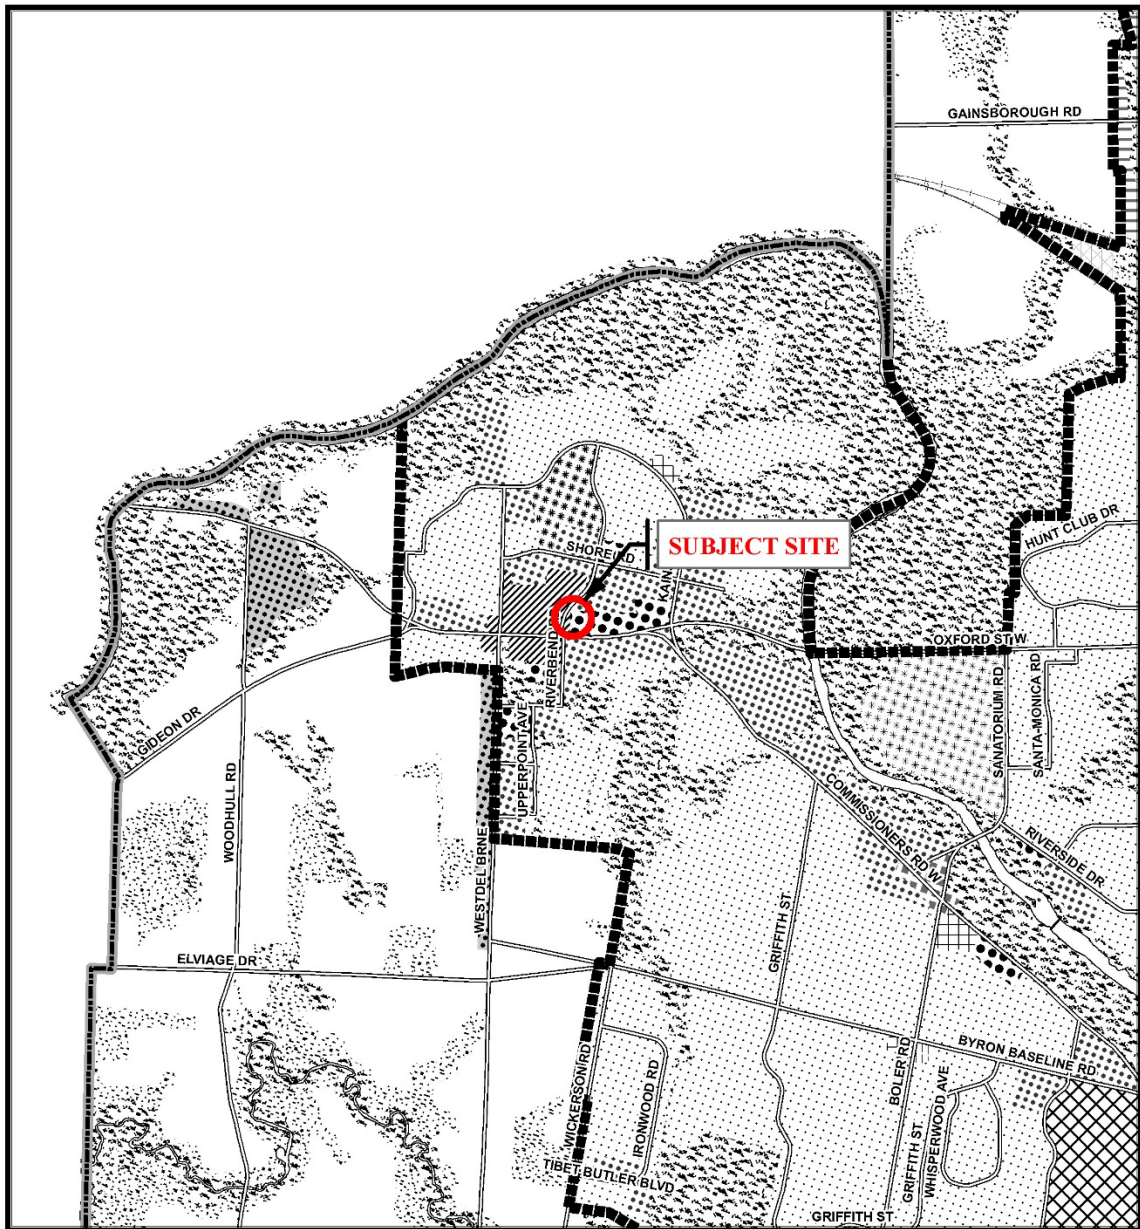 GAINSBOROUGH RD
HUNT CLUB DR
SUBJECT SITE
OXFORD ST W
RIVERBEND
SANATORIUM RD
SANTA-MONICA RD
GIDEON DR
UPPERPOINT AVE
WOODHULL RD
COMMISSIONERS RD W
RIVERSIDE DR
WESTDEL BRNE
GRIFFITH ST
ELVIAGE DR
BYRON BASELINE RD
BOLER RD
WICKERSON RD
IRONWOOD RD
WHISPERWOOD AVE
GRIFFITH ST
TIBET BUTLER BLVD
GRIFFITH ST